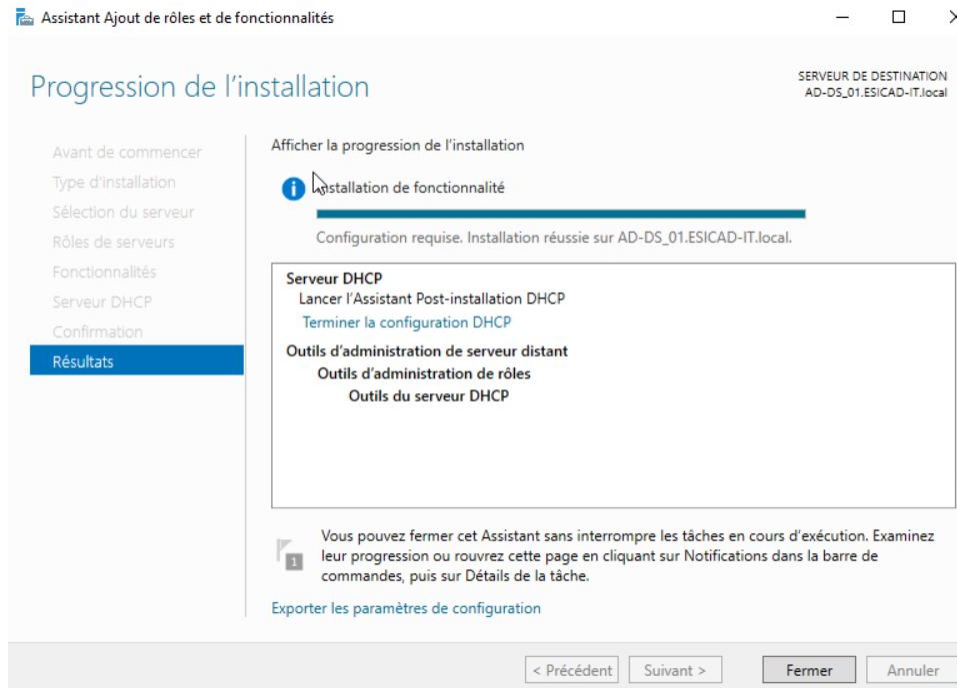 Assistant Ajout de rôles et de fonctionnalités
Progression de l'installation
SERVEUR DE DESTINATION
AD-DS_01.ESICAD-IT.local
Avant de commencer
Type d'installation
Sélection du serveur
Rôles de serveurs
Fonctionnalités
Serveur DHCP
Confirmation
Résultats
Afficher la progression de l'installation
Installation de fonctionnalité
Configuration requise. Installation réussie sur AD-DS_01.ESICAD-IT.local.
Serveur DHCP
Lancer l'Assistant Post-installation DHCP
Terminer la configuration DHCP
Outils d'administration de serveur distant
Outils d'administration de rôles
Outils du serveur DHCP
1
Vous pouvez fermer cet Assistant sans interrompre les tâches en cours d'exécution. Examinez
leur progression ou rouvrez cette page en cliquant sur Notifications dans la barre de
commandes, puis sur Détails de la tâche.
Exporter les paramètres de configuration
< Précédent
Suivant >
Fermer
Annuler